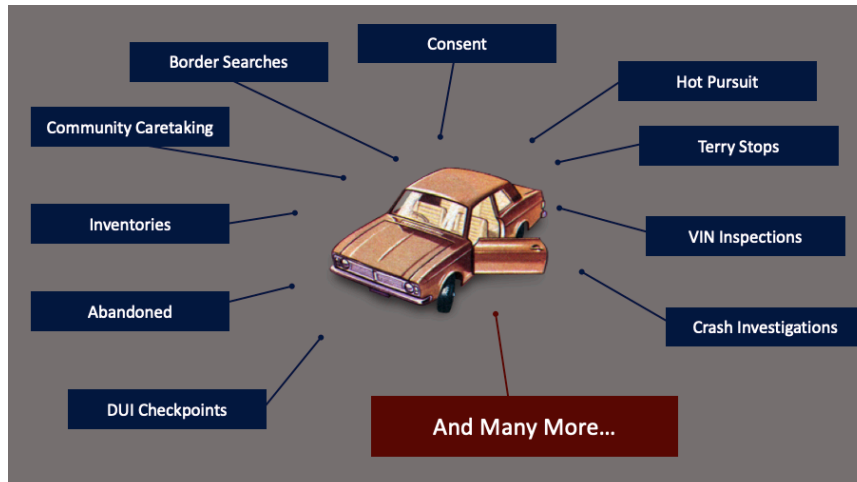 Consent
Border Searches
Hot Pursuit
Community Caretaking
Terry Stops
Inventories
VIN Inspections
Abandoned
Crash Investigations
DUI Checkpoints
And Many More…